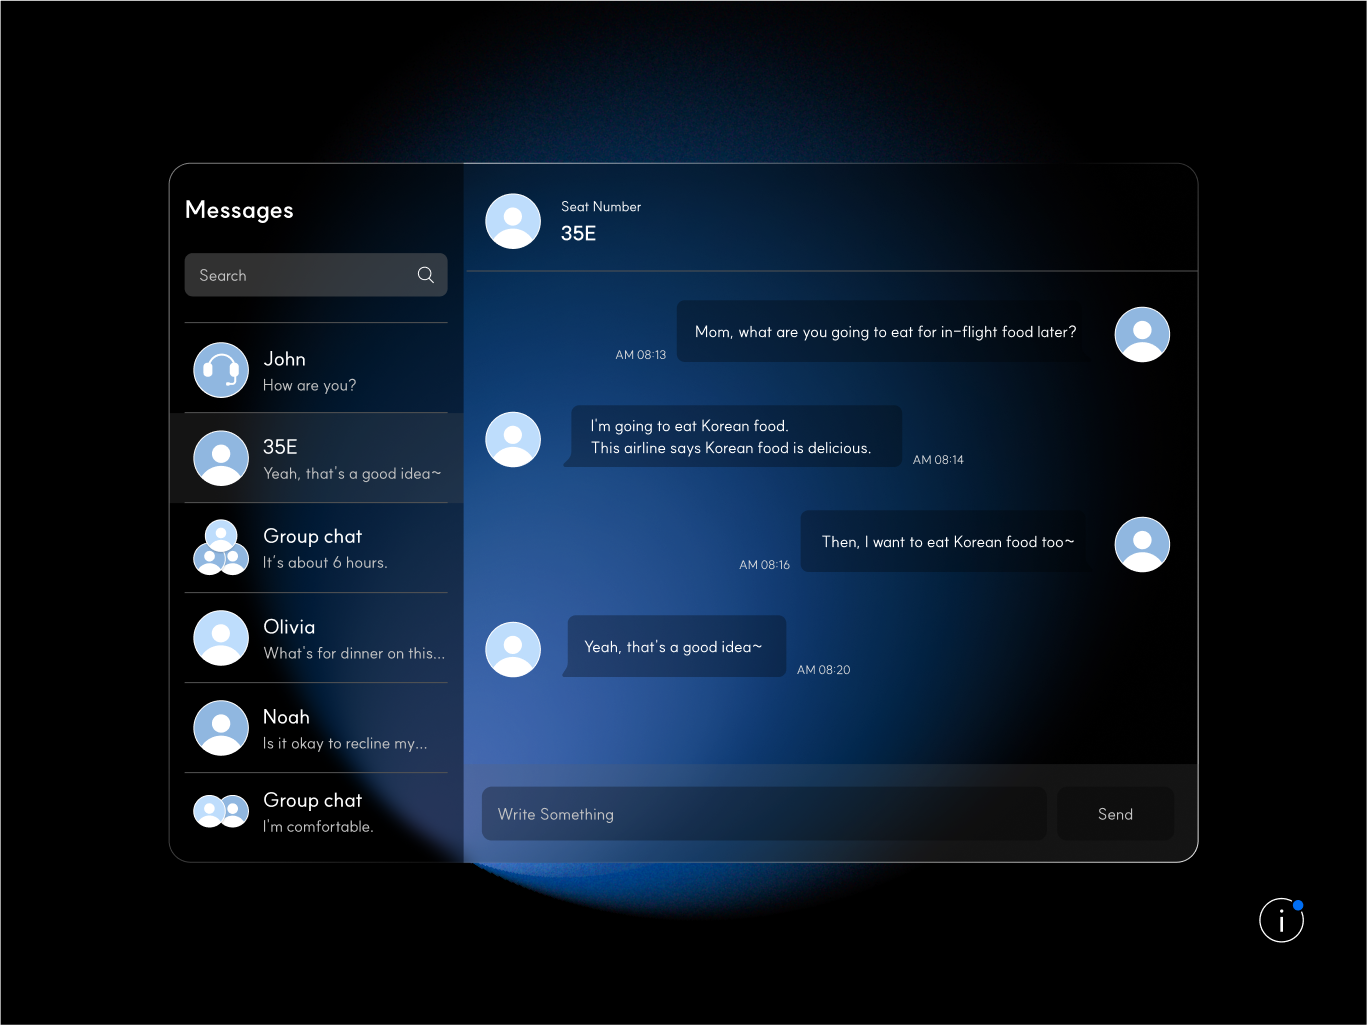 Messages
Search
John
How are you?
35E
Yeah, that's a good idea~
Group chat
It's about 6 hours.
Olivia
What's for dinner on this...
Noah
Is it okay to recline my...
Group chat
I'm comfortable.
Seat Number
35E
Mom, what are you going to eat for in-flight food later?
AM 08:13
I'm going to eat Korean food.
This airline says Korean food is delicious.
AM 08:14
Then, I want to eat Korean food too~
AM 08:16
Yeah, that's a good idea~
AM 08:20
Write Something
Send
i